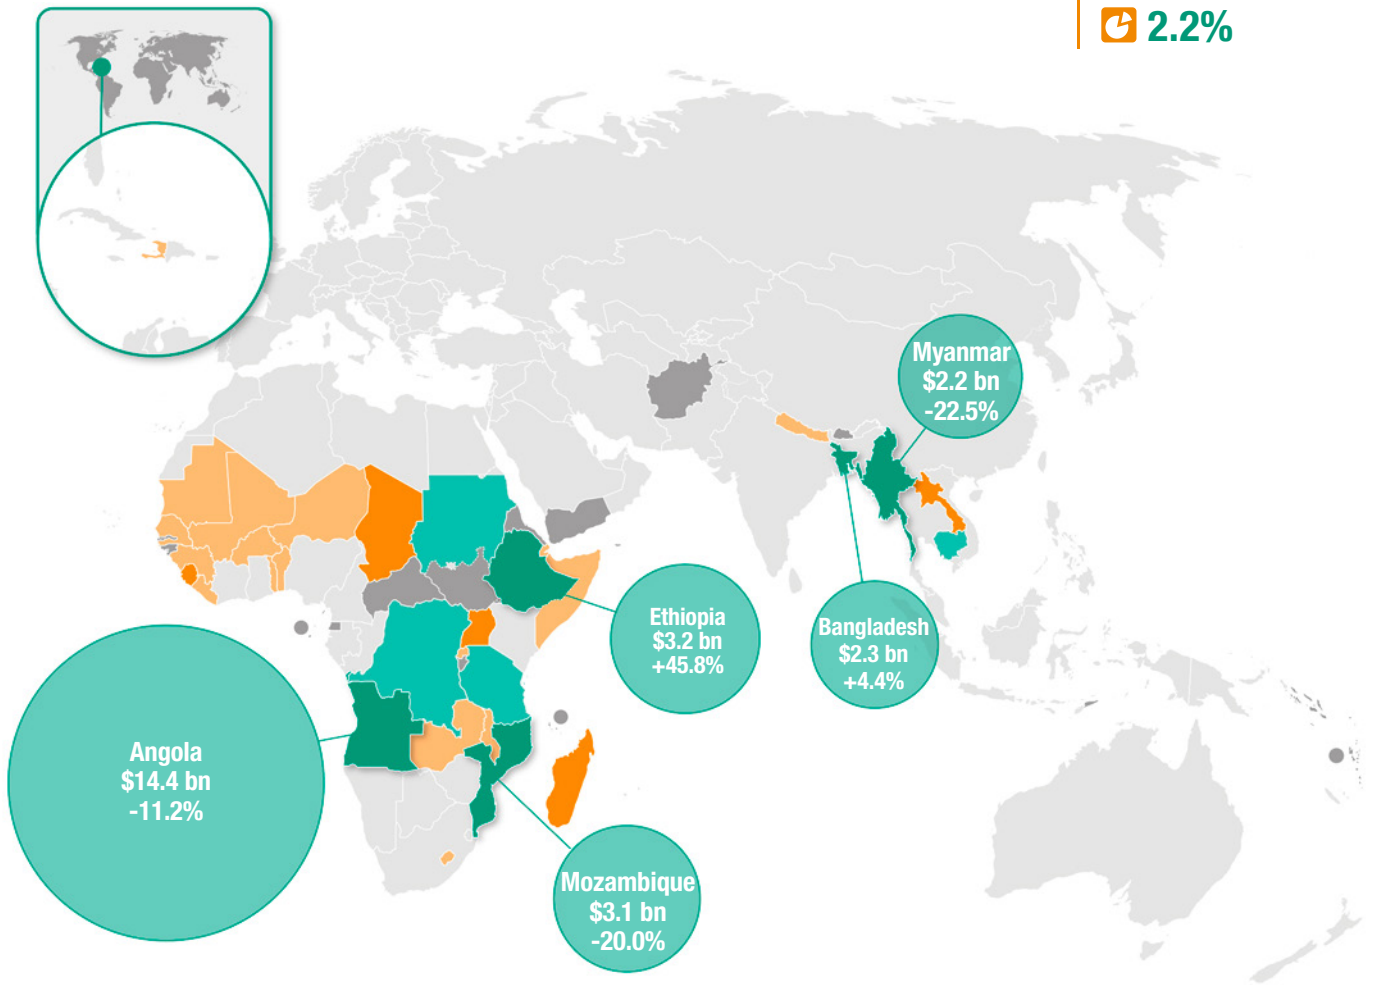 2.2%
Myanmar
$2.2 bn
-22.5%
Ethiopia
$3.2 bn
+45.8%
Bangladesh
$2.3 bn
+4.4%
Angola
$14.4 bn
-11.2%
Mozambique
$3.1 bn
-20.0%